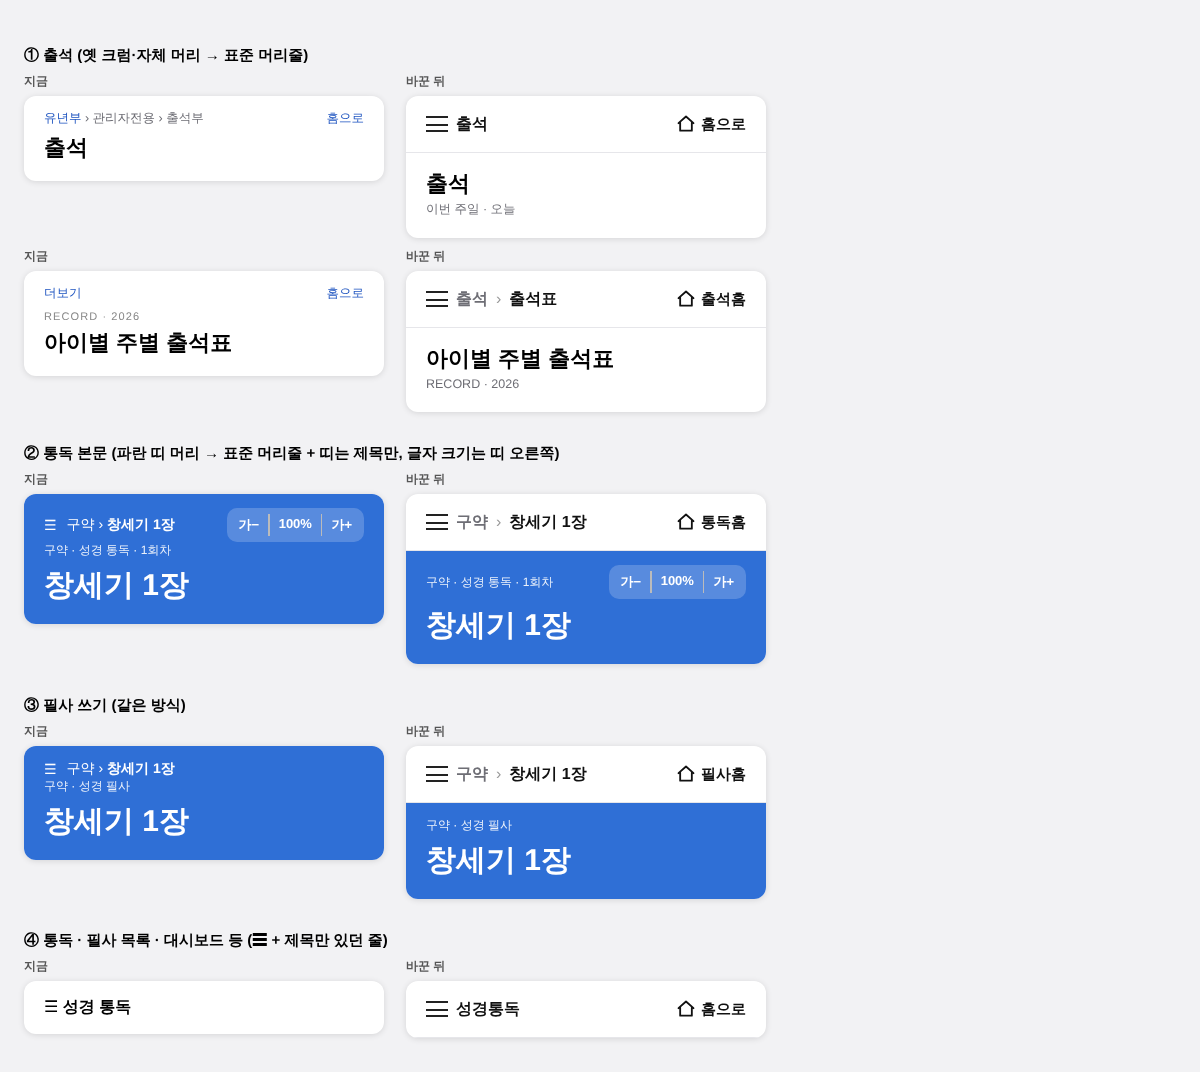 ① 출석 (옛 크럼·자체 머리 → 표준 머리줄)
지금
유년부 › 관리자전용 › 출석부 홈으로
출석
바꾼 뒤
출석 홈으로
출석
이번 주일 · 오늘
지금
더보기 홈으로
RECORD · 2026
아이별 주별 출석표
바꾼 뒤
출석 › 출석표 출석홈
아이별 주별 출석표
RECORD · 2026
② 통독 본문 (파란 띠 머리 → 표준 머리줄 + 띠는 제목만, 글자 크기는 띠 오른쪽)
지금
☰ 구약 › 창세기 1장 가− 100% 가+
구약 · 성경 통독 · 1회차
창세기 1장
바꾼 뒤
구약 › 창세기 1장 통독홈
구약 · 성경 통독 · 1회차 가− 100% 가+
창세기 1장
③ 필사 쓰기 (같은 방식)
지금
☰ 구약 › 창세기 1장
구약 · 성경 필사
창세기 1장
바꾼 뒤
구약 › 창세기 1장 필사홈
구약 · 성경 필사
창세기 1장
④ 통독 · 필사 목록 · 대시보드 등 (☰ + 제목만 있던 줄)
지금
☰ 성경 통독
바꾼 뒤
성경통독 홈으로